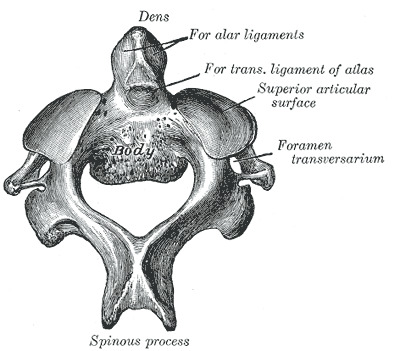 Dens
For alar ligaments
For trans. ligament of atlas
Superior articular
surface
Body
Foramen
transversarium
Spinous process